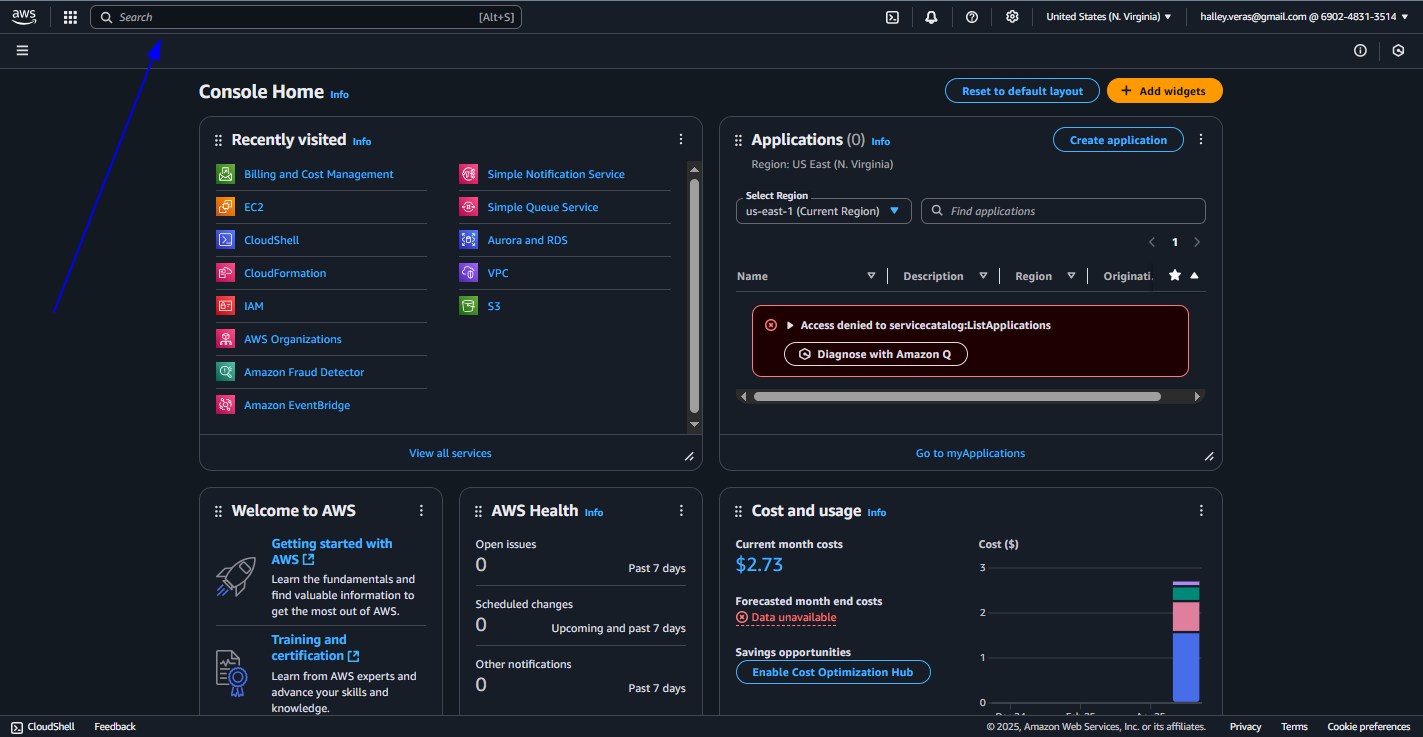 aws
Search [Alt+S]
United States (N. Virginia)
halley.veras@gmail.com @ 6902-4831-3514
Console Home Info
Reset to default layout
Add widgets
Recently visited Info
Billing and Cost Management
EC2
CloudShell
CloudFormation
IAM
AWS Organizations
Amazon Fraud Detector
Amazon EventBridge
Simple Notification Service
Simple Queue Service
Aurora and RDS
VPC
S3
View all services
Applications (0) Info
Create application
Region: US East (N. Virginia)
Select Region
us-east-1 (Current Region)
Find applications
1
Name Description Region Originati
Access denied to servicecatalog:ListApplications
Diagnose with Amazon Q
Go to myApplications
Welcome to AWS
Getting started with
AWS
Learn the fundamentals and
find valuable information to
get the most out of AWS.
Training and
certification
Learn from AWS experts and
advance your skills and
knowledge.
AWS Health Info
Open issues
0 Past 7 days
Scheduled changes
0 Upcoming and past 7 days
Other notifications
0 Past 7 days
Cost and usage Info
Current month costs
$2.73
Forecasted month end costs
Data unavailable
Savings opportunities
Enable Cost Optimization Hub
Cost ($)
3
2
1
0
CloudShell Feedback
© 2025, Amazon Web Services, Inc. or its affiliates. Privacy Terms Cookie preferences